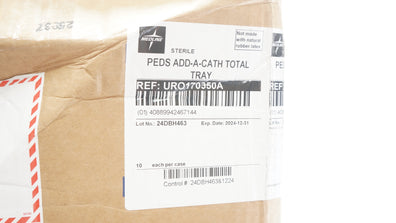 MEDLINE
STERILE
Not made
with natural
rubber latex
PEDS ADD-A-CATH TOTAL
TRAY
REF: URO170350A
(01) 40889942467144
Lot No.: 24DBH463 Exp. Date: 2024-12-31
10 each per case
Control #: 24DBH46361224